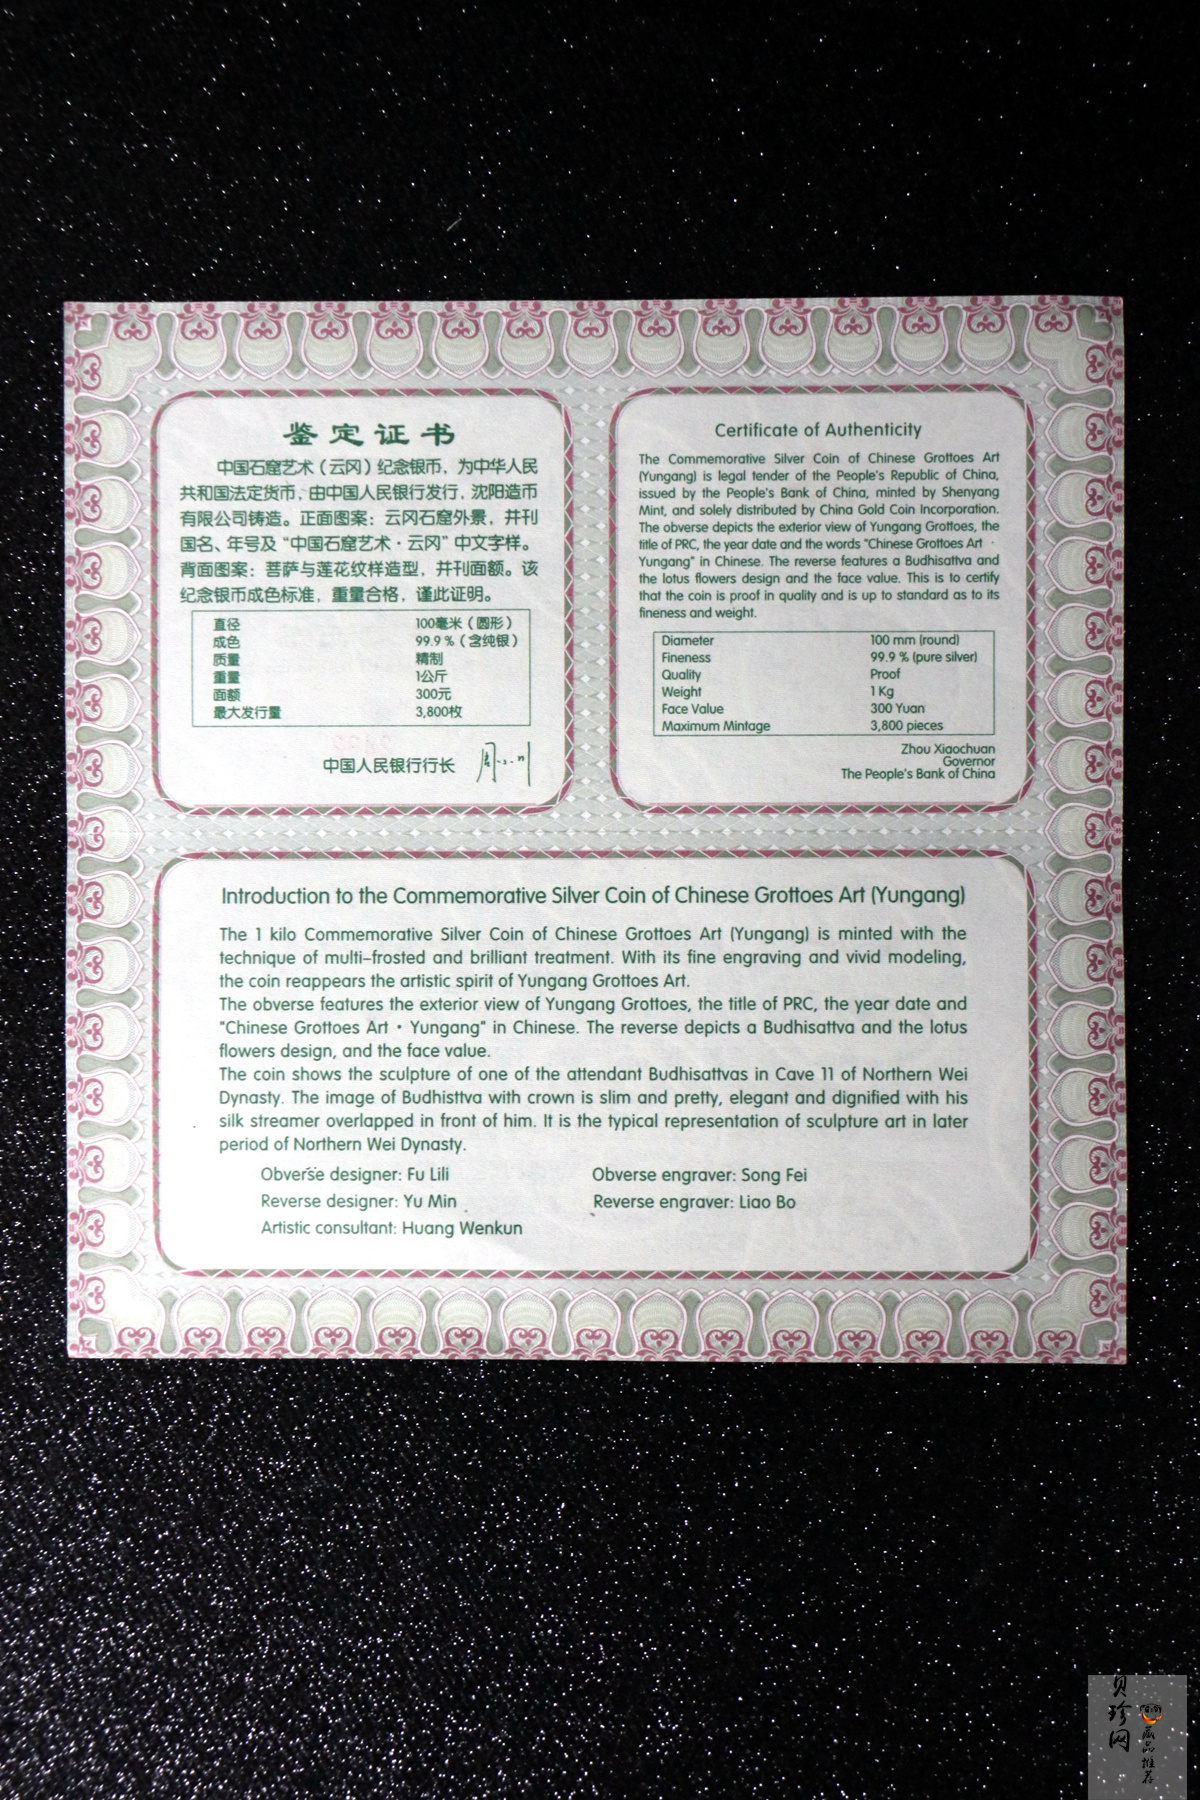 鉴定证书
中国石窟艺术（云冈）纪念银币，为中华人民
共和国法定货币，由中国人民银行发行，沈阳造币
有限公司铸造。正面图案：云冈石窟外景，并刊
国名、年号及“中国石窟艺术·云冈”中文字样。
背面图案：菩萨与莲花纹样造型，并刊面额。该
纪念银币成色标准，重量合格，谨此证明。
直径 100毫米（圆形）
成色 99.9％（含纯银）
质量 精制
重量 1公斤
面额 300元
最大发行量 3,800枚
中国人民银行行长
Certificate of Authenticity
The Commemorative Silver Coin of Chinese Grottoes Art
(Yungang) is legal tender of the People's Republic of China,
issued by the People's Bank of China, minted by Shenyang
Mint, and solely distributed by China Gold Coin Incorporation.
The obverse depicts the exterior view of Yungang Grottoes, the
title of PRC, the year date and the words "Chinese Grottoes Art ·
Yungang" in Chinese. The reverse features a Budhisattva and
the lotus flowers design and the face value. This is to certify
that the coin is proof in quality and is up to standard as to its
fineness and weight.
Diameter 100 mm (round)
Fineness 99.9 % (pure silver)
Quality Proof
Weight 1 Kg
Face Value 300 Yuan
Maximum Mintage 3,800 pieces
Zhou Xiaochuan
Governor
The People's Bank of China
Introduction to the Commemorative Silver Coin of Chinese Grottoes Art (Yungang)
The 1 kilo Commemorative Silver Coin of Chinese Grottoes Art (Yungang) is minted with the
technique of multi-frosted and brilliant treatment. With its fine engraving and vivid modeling,
the coin reappears the artistic spirit of Yungang Grottoes Art.
The obverse features the exterior view of Yungang Grottoes, the title of PRC, the year date and
"Chinese Grottoes Art · Yungang" in Chinese. The reverse depicts a Budhisattva and the lotus
flowers design, and the face value.
The coin shows the sculpture of one of the attendant Budhisattvas in Cave 11 of Northern Wei
Dynasty. The image of Budhisttva with crown is slim and pretty, elegant and dignified with his
silk streamer overlapped in front of him. It is the typical representation of sculpture art in later
period of Northern Wei Dynasty.
Obverse designer: Fu Lili Obverse engraver: Song Fei
Reverse designer: Yu Min Reverse engraver: Liao Bo
Artistic consultant: Huang Wenkun
贝珍网
藏品推荐